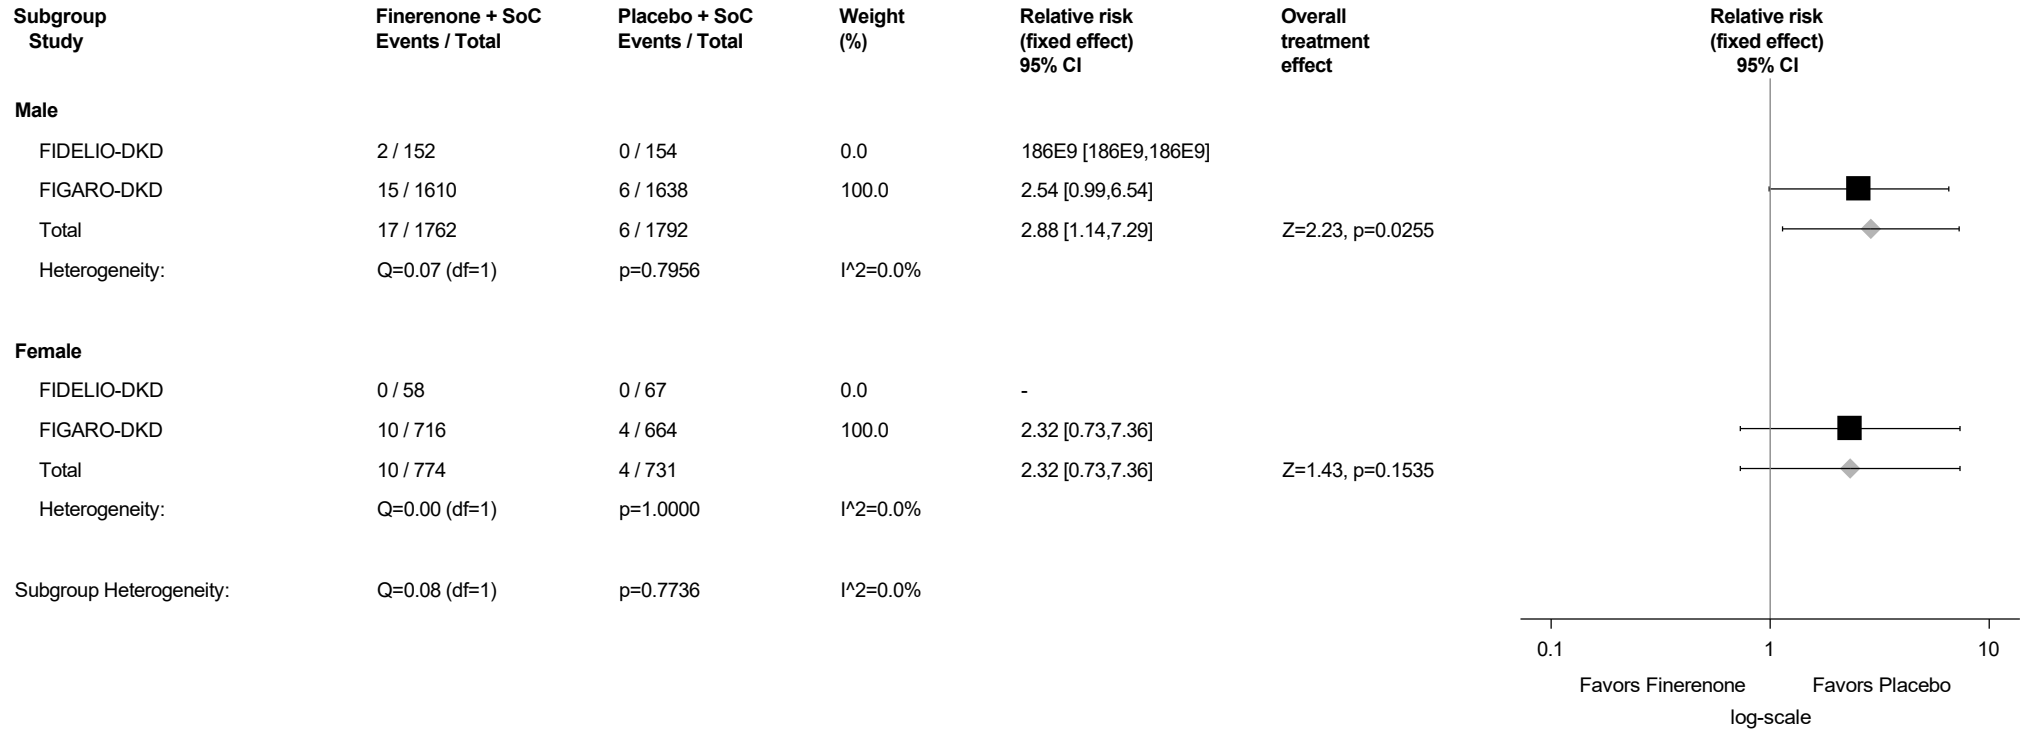 Subgroup Finerenone + SoC Placebo + SoC Weight Relative risk Overall Relative risk
Study Events / Total Events / Total (%) (fixed effect) treatment (fixed effect)
95% CI effect 95% CI
Male
FIDELIO-DKD 2 / 152 0 / 154 0.0 186E9 [186E9,186E9]
FIGARO-DKD 15 / 1610 6 / 1638 100.0 2.54 [0.99,6.54]
Total 17 / 1762 6 / 1792 2.88 [1.14,7.29] Z=2.23, p=0.0255
Heterogeneity: Q=0.07 (df=1) p=0.7956 I^2=0.0%
Female
FIDELIO-DKD 0 / 58 0 / 67 0.0 -
FIGARO-DKD 10 / 716 4 / 664 100.0 2.32 [0.73,7.36]
Total 10 / 774 4 / 731 2.32 [0.73,7.36] Z=1.43, p=0.1535
Heterogeneity: Q=0.00 (df=1) p=1.0000 I^2=0.0%
Subgroup Heterogeneity: Q=0.08 (df=1) p=0.7736 I^2=0.0%
0.1 1 10
Favors Finerenone Favors Placebo
log-scale